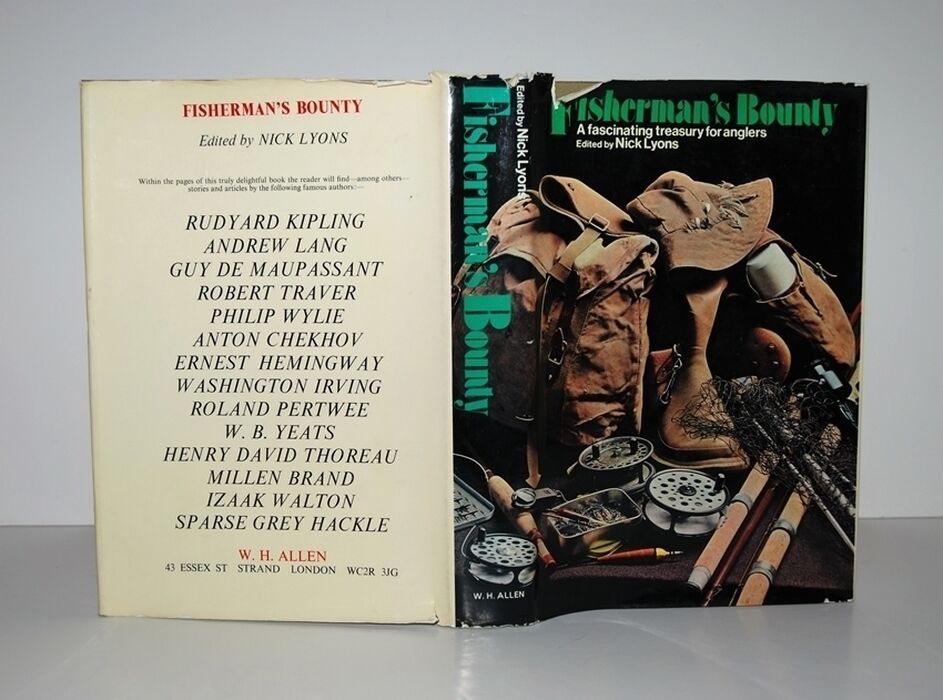 FISHERMAN'S BOUNTY
Edited by NICK LYONS
Within the pages of this truly delightful book the reader will find—among others—
stories and articles by the following famous authors:—
RUDYARD KIPLING
ANDREW LANG
GUY DE MAUPASSANT
ROBERT TRAVER
PHILIP WYLIE
ANTON CHEKHOV
ERNEST HEMINGWAY
WASHINGTON IRVING
ROLAND PERTWEE
W. B. YEATS
HENRY DAVID THOREAU
MILLEN BRAND
IZAAK WALTON
SPARSE GREY HACKLE
W. H. ALLEN
43 ESSEX ST STRAND LONDON WC2R 3JG
Fisherman's Bounty
Edited by Nick Lyons
W. H. ALLEN
Fisherman's Bounty
A fascinating treasury for anglers
Edited by Nick Lyons